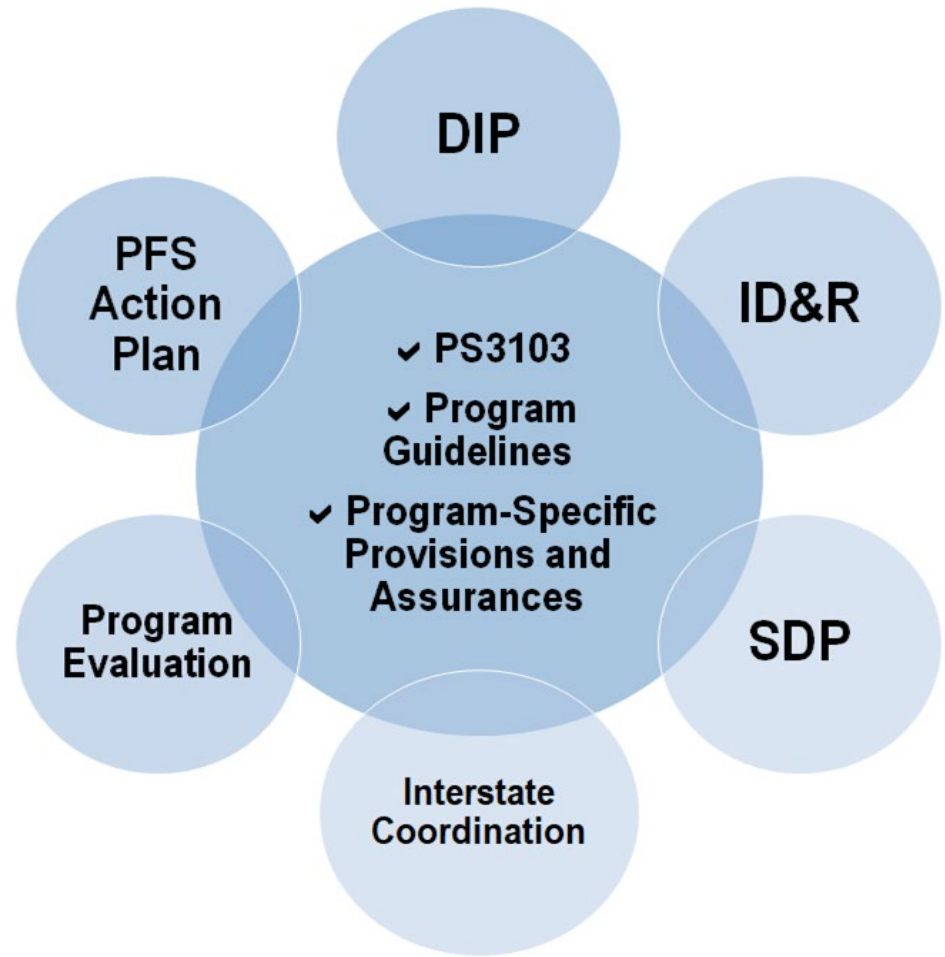 DIP
PFS
Action
Plan
ID&R
✔ PS3103
✔ Program
Guidelines
✔ Program-Specific
Provisions and
Assurances
Program
Evaluation
SDP
Interstate
Coordination